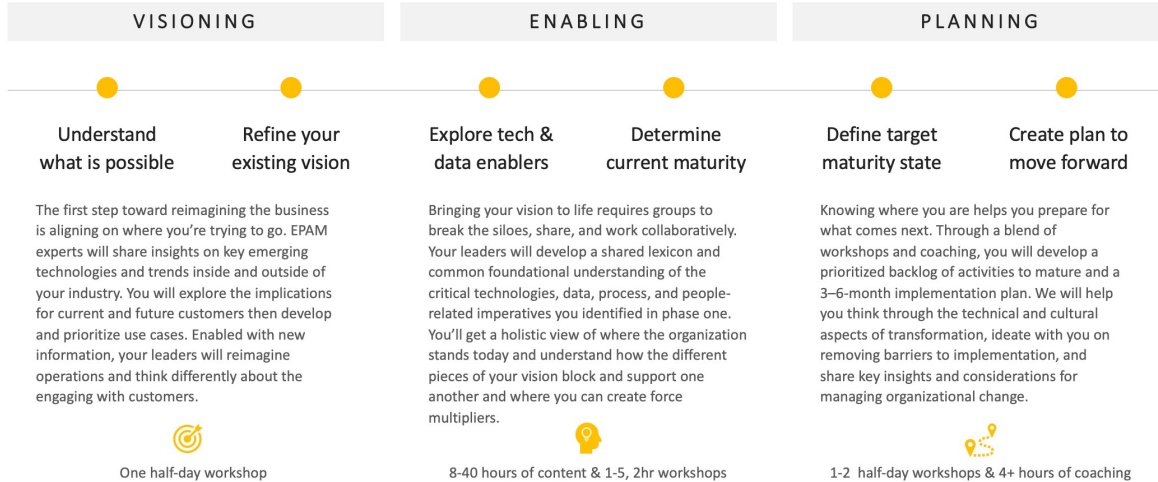 VISIONING
ENABLING
PLANNING
Understand
what is possible
Refine your
existing vision
Explore tech &
data enablers
Determine
current maturity
Define target
maturity state
Create plan to
move forward
The first step toward reimagining the business
is aligning on where you're trying to go. EPAM
experts will share insights on key emerging
technologies and trends inside and outside of
your industry. You will explore the implications
for current and future customers then develop
and prioritize use cases. Enabled with new
information, your leaders will reimagine
operations and think differently about the
engaging with customers.
One half-day workshop
Bringing your vision to life requires groups to
break the siloes, share, and work collaboratively.
Your leaders will develop a shared lexicon and
common foundational understanding of the
critical technologies, data, process, and people-
related imperatives you identified in phase one.
You'll get a holistic view of where the organization
stands today and understand how the different
pieces of your vision block and support one
another and where you can create force
multipliers.
8-40 hours of content & 1-5, 2hr workshops
Knowing where you are helps you prepare for
what comes next. Through a blend of
workshops and coaching, you will develop a
prioritized backlog of activities to mature and a
3–6-month implementation plan. We will help
you think through the technical and cultural
aspects of transformation, ideate with you on
removing barriers to implementation, and
share key insights and considerations for
managing organizational change.
1-2 half-day workshops & 4+ hours of coaching